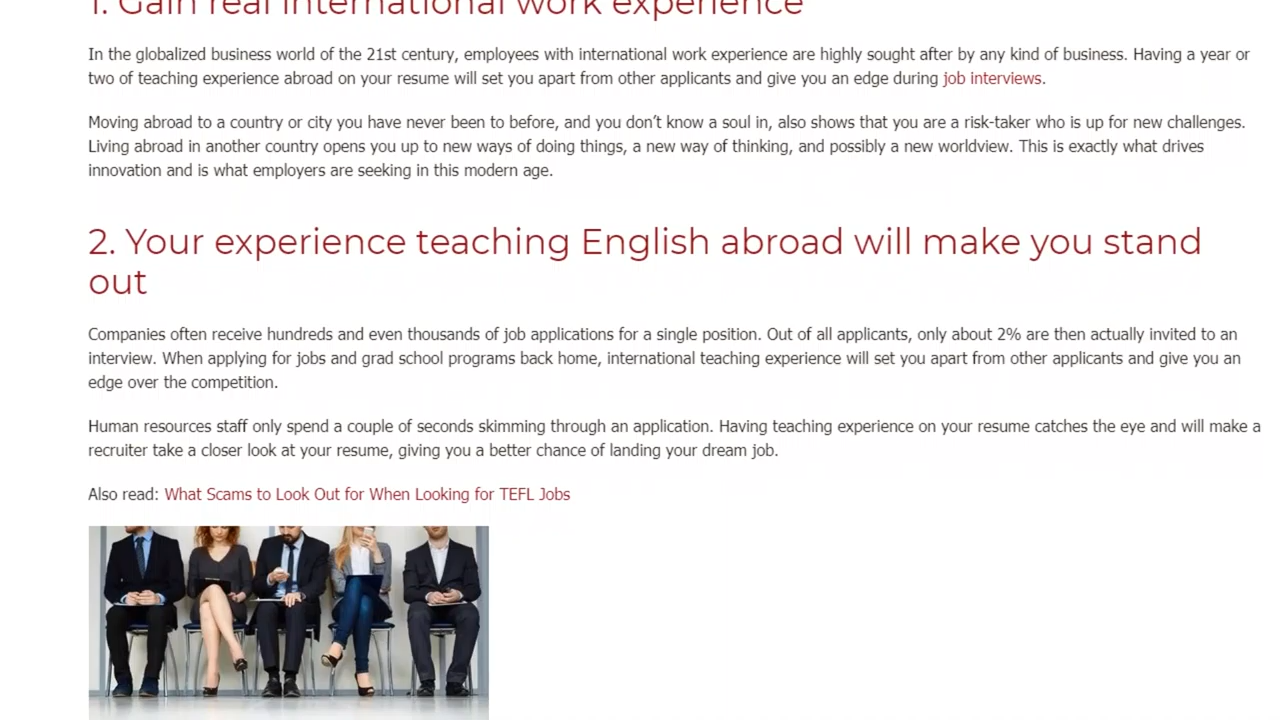 1. Gain real international work experience
In the globalized business world of the 21st century, employees with international work experience are highly sought after by any kind of business. Having a year or
two of teaching experience abroad on your resume will set you apart from other applicants and give you an edge during job interviews.
Moving abroad to a country or city you have never been to before, and you don’t know a soul in, also shows that you are a risk-taker who is up for new challenges.
Living abroad in another country opens you up to new ways of doing things, a new way of thinking, and possibly a new worldview. This is exactly what drives
innovation and is what employers are seeking in this modern age.
2. Your experience teaching English abroad will make you stand
out
Companies often receive hundreds and even thousands of job applications for a single position. Out of all applicants, only about 2% are then actually invited to an
interview. When applying for jobs and grad school programs back home, international teaching experience will set you apart from other applicants and give you an
edge over the competition.
Human resources staff only spend a couple of seconds skimming through an application. Having teaching experience on your resume catches the eye and will make a
recruiter take a closer look at your resume, giving you a better chance of landing your dream job.
Also read: What Scams to Look Out for When Looking for TEFL Jobs